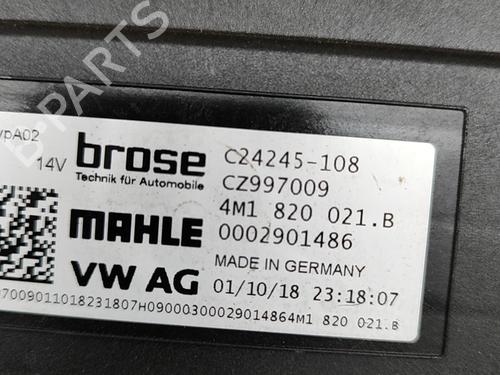 ypA02
14V
brose
Technik für Automobile
C24245-108
CZ997009
4M1 820 021.B
0002901486
MAHLE
VW AG
MADE IN GERMANY
01/10/18 23:18:07
7009011018231807H09000300029014864M1 820 021.B
B-PARTS